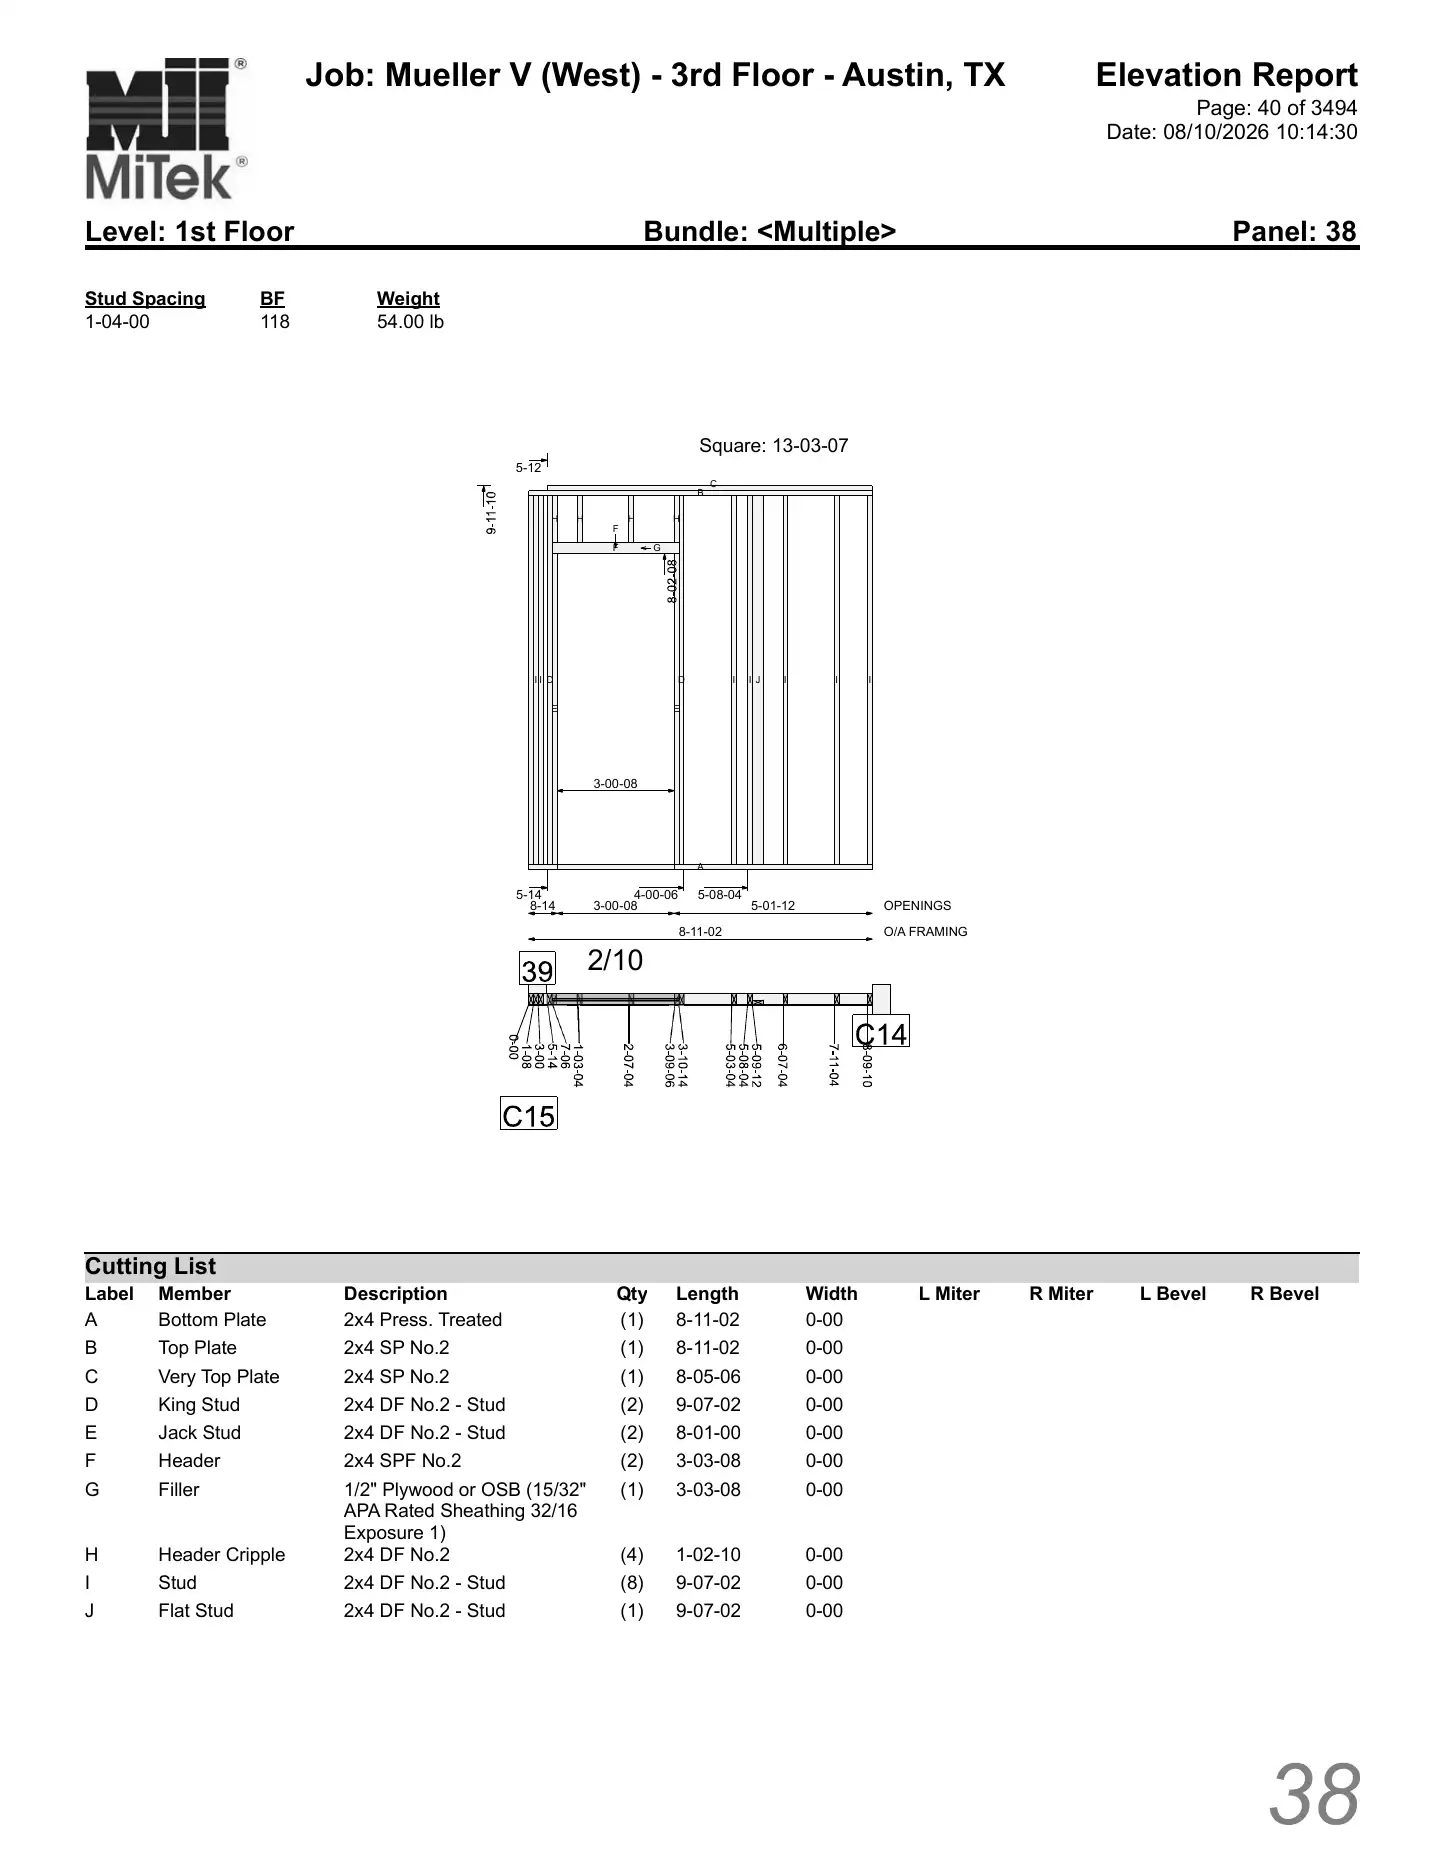 MiTek®
Job: Mueller V (West) - 3rd Floor - Austin, TX
Elevation Report
Page: 40 of 3494
Date: 08/10/2026 10:14:30
Level: 1st Floor Bundle: <Multiple> Panel: 38
Stud Spacing BF Weight
1-04-00 118 54.00 lb
Square: 13-03-07
5-12
9-11-10
C
B
H H H H
F
F G
8-02-08
I I D D I I J I I I
E E
3-00-08
A
5-14 4-00-06 5-08-04
8-14 3-00-08 5-01-12 OPENINGS
8-11-02 O/A FRAMING
39 2/10
C14
0-00 1-08 3-00 5-14 7-06 1-03-04 2-07-04 3-09-06 3-10-14 5-03-04 5-08-04 5-09-12 6-07-04 7-11-04 8-09-10
C15
Cutting List
Label Member Description Qty Length Width L Miter R Miter L Bevel R Bevel
A Bottom Plate 2x4 Press. Treated (1) 8-11-02 0-00
B Top Plate 2x4 SP No.2 (1) 8-11-02 0-00
C Very Top Plate 2x4 SP No.2 (1) 8-05-06 0-00
D King Stud 2x4 DF No.2 - Stud (2) 9-07-02 0-00
E Jack Stud 2x4 DF No.2 - Stud (2) 8-01-00 0-00
F Header 2x4 SPF No.2 (2) 3-03-08 0-00
G Filler 1/2" Plywood or OSB (15/32" (1) 3-03-08 0-00
APA Rated Sheathing 32/16
Exposure 1)
H Header Cripple 2x4 DF No.2 (4) 1-02-10 0-00
I Stud 2x4 DF No.2 - Stud (8) 9-07-02 0-00
J Flat Stud 2x4 DF No.2 - Stud (1) 9-07-02 0-00
38